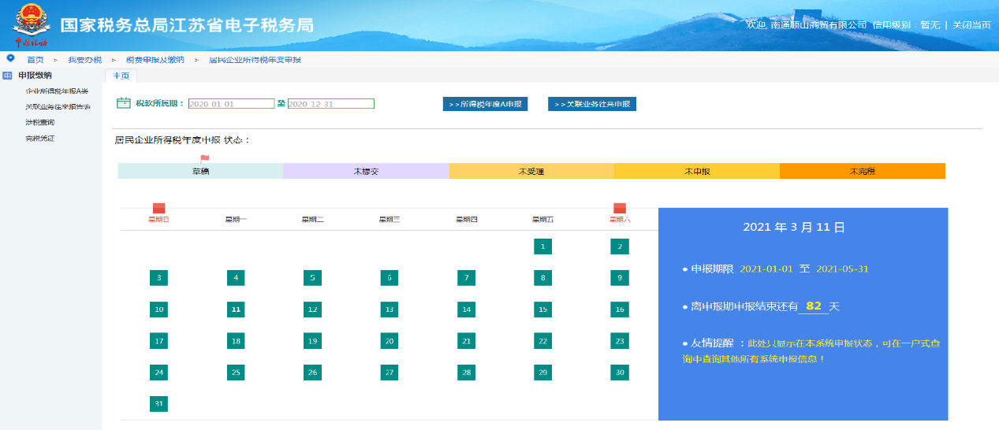 国家税务总局江苏省电子税务局
中国税务
欢迎, 南通顺山商贸有限公司 信用级别：暂无 | 关闭当页
首页 > 我要办税 > 税费申报及缴纳 > 居民企业所得税年度申报
申报缴纳
企业所得税年报A类
关联业务往来报告表
涉税查询
完税凭证
主页
税款所属期： 2020-01-01 至 2020-12-31 >>所得税年度A申报 >>关联业务往来申报
居民企业所得税年度申报 状态：
草稿 未提交 未受理 未申报 未完税
星期日 星期一 星期二 星期三 星期四 星期五 星期六
1 2
3 4 5 6 7 8 9
10 11 12 13 14 15 16
17 18 19 20 21 22 23
24 25 26 27 28 29 30
31
2021 年 3 月 11 日
申报期限 2021-01-01 至 2021-05-31
离申报期申报结束还有 82 天
友情提醒 ：此处只显示在本系统申报状态，可在一户式查
询中查询其他所有系统申报信息！